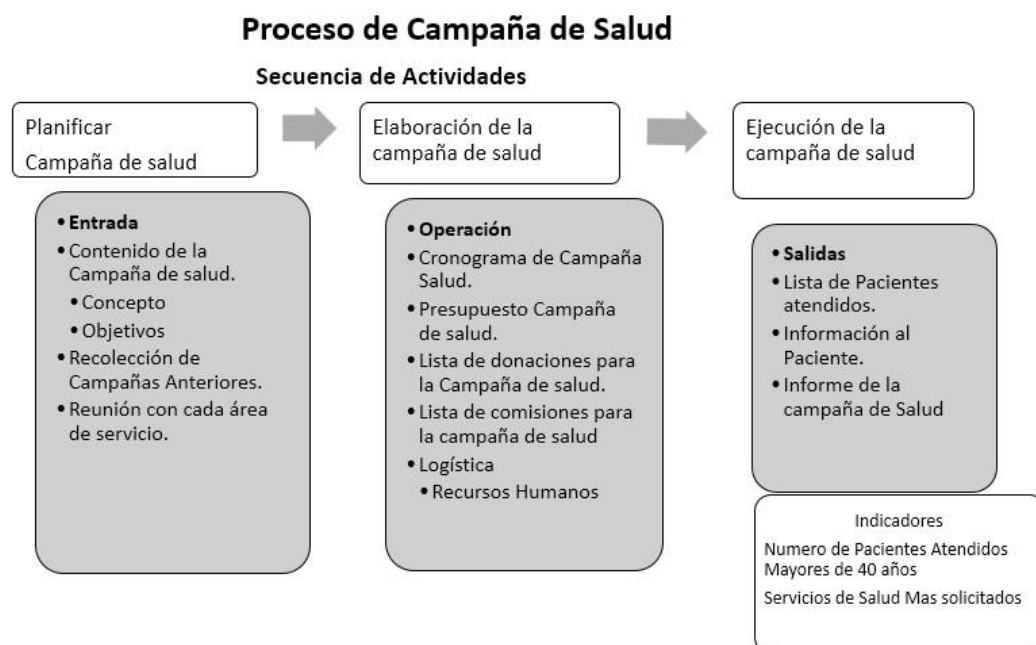 Proceso de Campaña de Salud
Secuencia de Actividades
Planificar
Campaña de salud
Elaboración de la
campaña de salud
Ejecución de la
campaña de salud
• Entrada
• Contenido de la
Campaña de salud.
• Concepto
• Objetivos
• Recolección de
Campañas Anteriores.
• Reunión con cada área
de servicio.
• Operación
• Cronograma de Campaña
Salud.
• Presupuesto Campaña
de salud.
• Lista de donaciones para
la Campaña de salud.
• Lista de comisiones para
la campaña de salud
• Logística
• Recursos Humanos
• Salidas
• Lista de Pacientes
atendidos.
• Información al
Paciente.
• Informe de la
campaña de Salud
Indicadores
Numero de Pacientes Atendidos
Mayores de 40 años
Servicios de Salud Mas solicitados